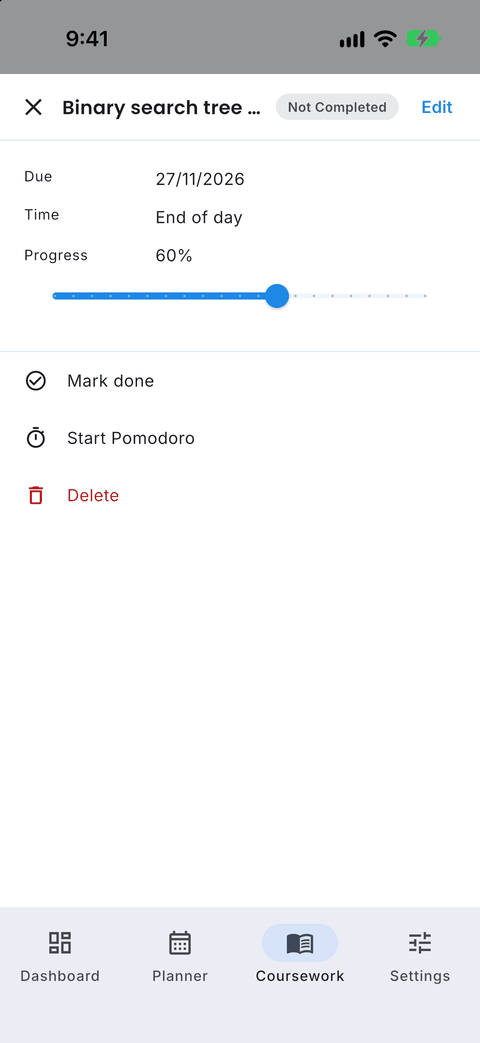 9:41
Binary search tree ...
Not Completed
Edit
Due
27/11/2026
Time
End of day
Progress
60%
Mark done
Start Pomodoro
Delete
Dashboard
Planner
Coursework
Settings